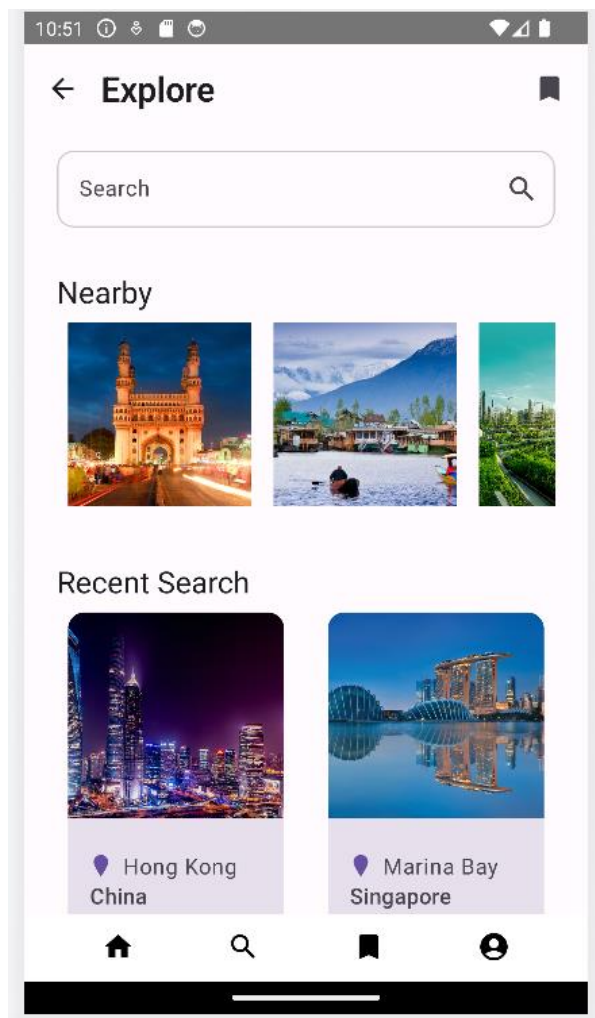 10:51
Explore
Search
Nearby
Recent Search
Hong Kong
China
Marina Bay
Singapore